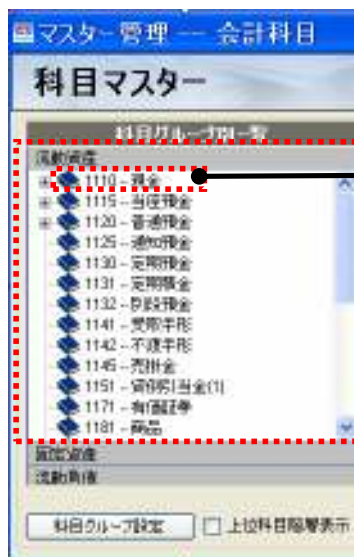 マスター管理 --- 会計科目
科目マスター
科目グループ別一覧
流動資産
1110 -- 現金
1115 -- 当座預金
1120 -- 普通預金
1125 -- 通知預金
1130 -- 定期預金
1131 -- 定期積金
1132 -- 別段預金
1141 -- 受取手形
1142 -- 不渡手形
1145 -- 売掛金
1151 -- 貸倒引当金(1)
1171 -- 有価証券
1181 -- 商品
固定資産
流動負債
科目グループ設定
上位科目階層表示